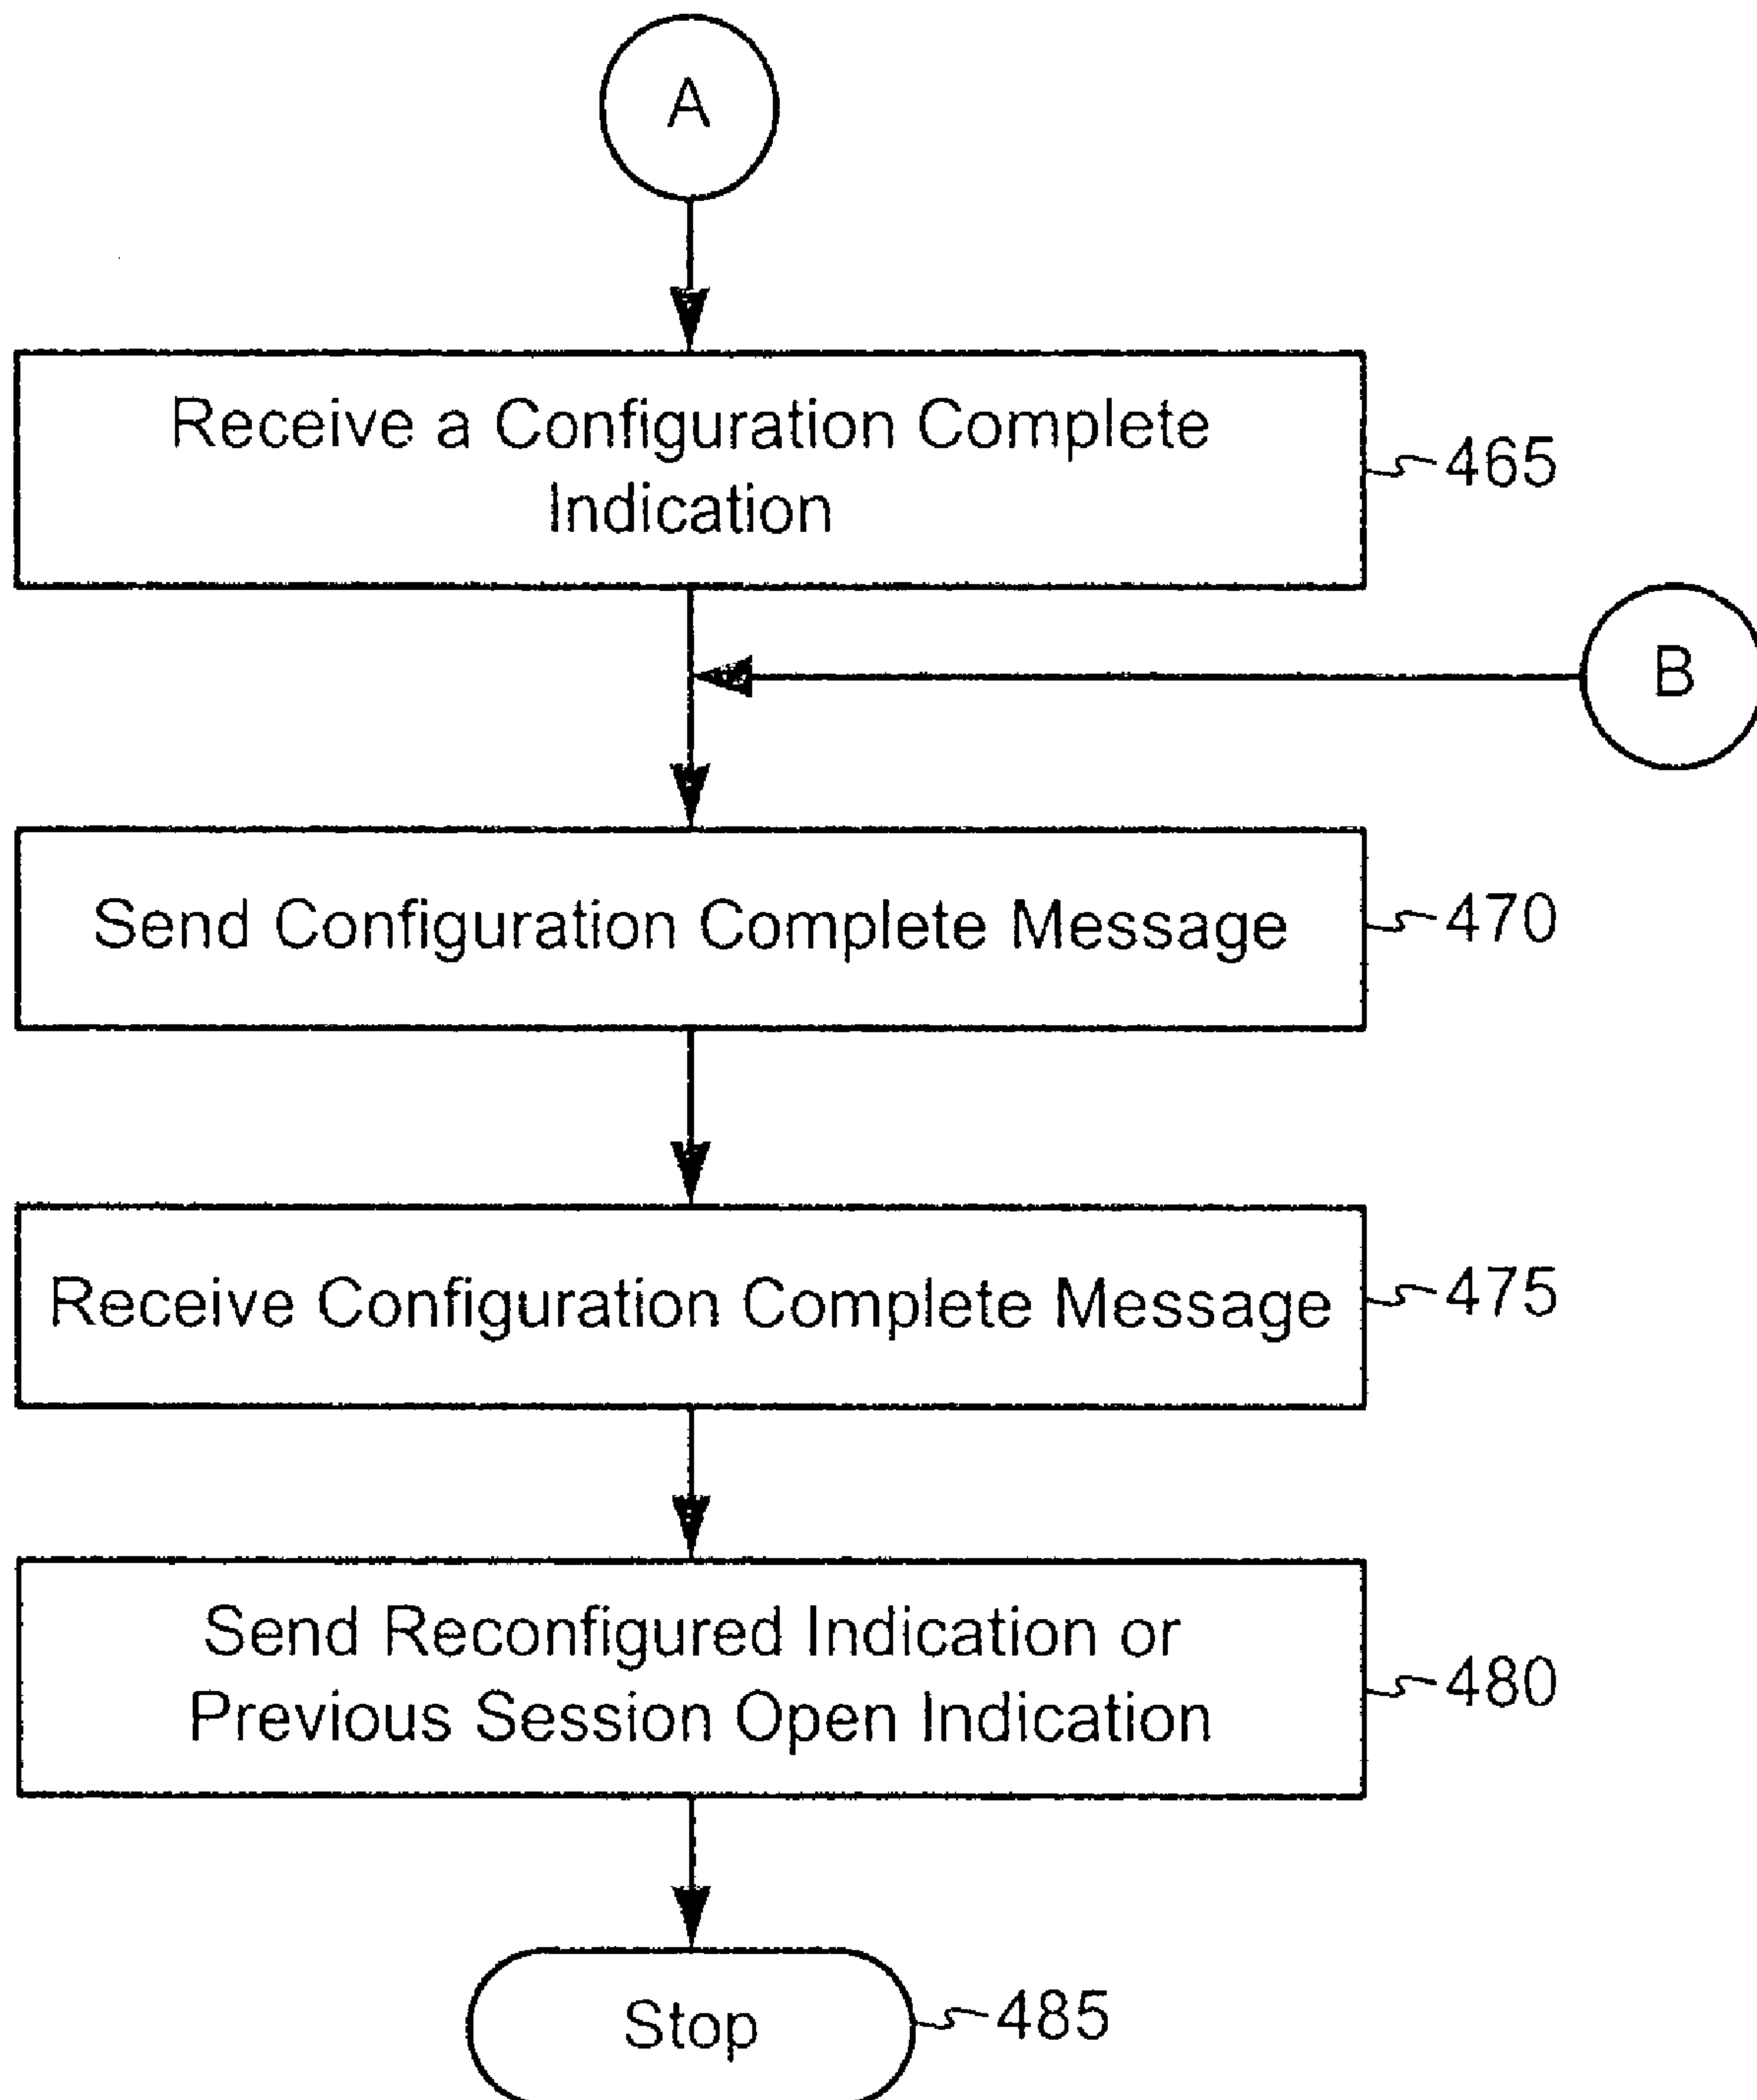 A
Receive a Configuration Complete
Indication
465
B
Send Configuration Complete Message
470
Receive Configuration Complete Message
475
Send Reconfigured Indication or
Previous Session Open Indication
480
Stop
485